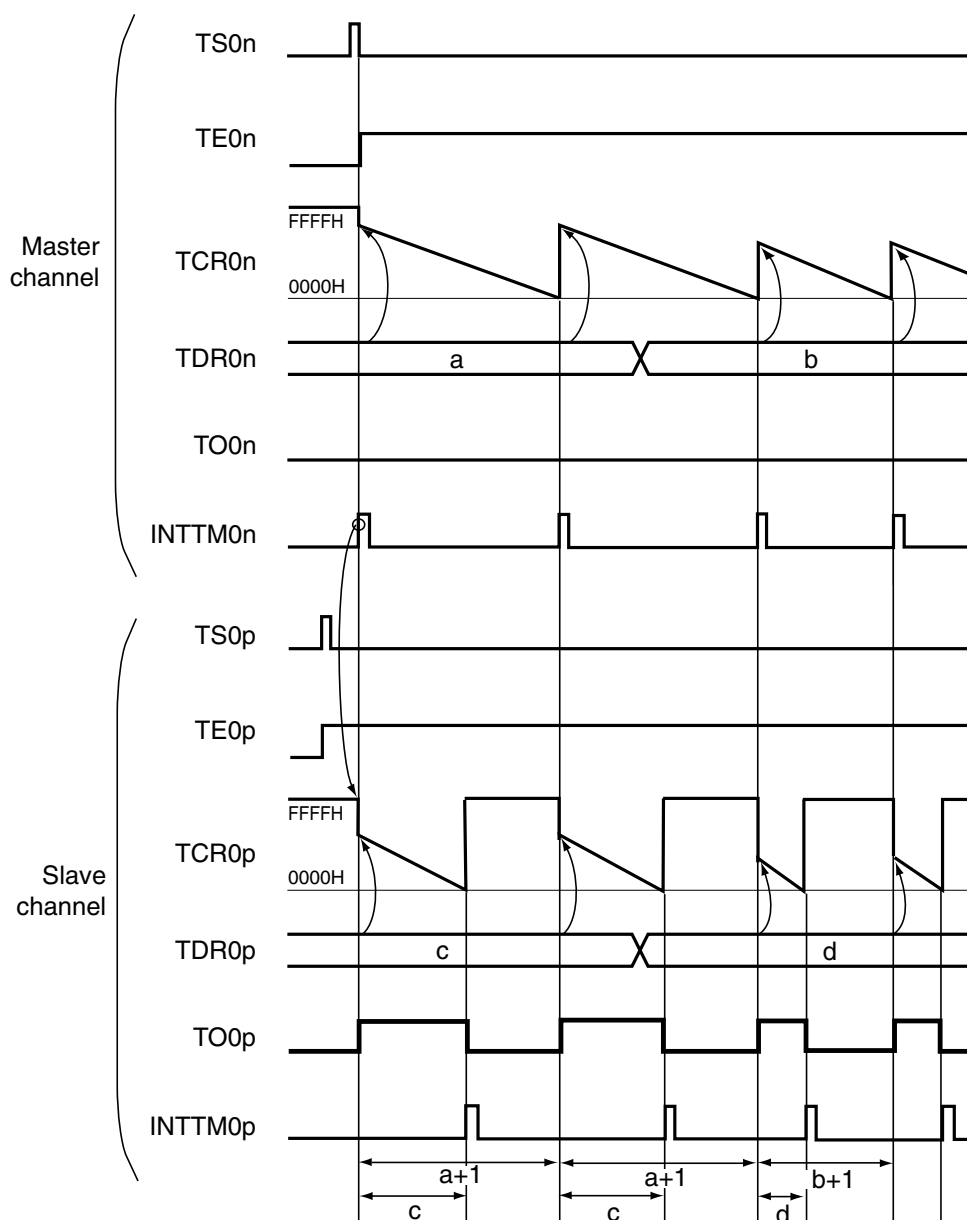 TS0n
TE0n
FFFFH
Master
channel
TCR0n
0000H
TDR0n
a
b
TO0n
INTTM0n
TS0p
TE0p
FFFFH
TCR0p
0000H
Slave
channel
TDR0p
c
d
TO0p
INTTM0p
a+1
a+1
b+1
c
c
d